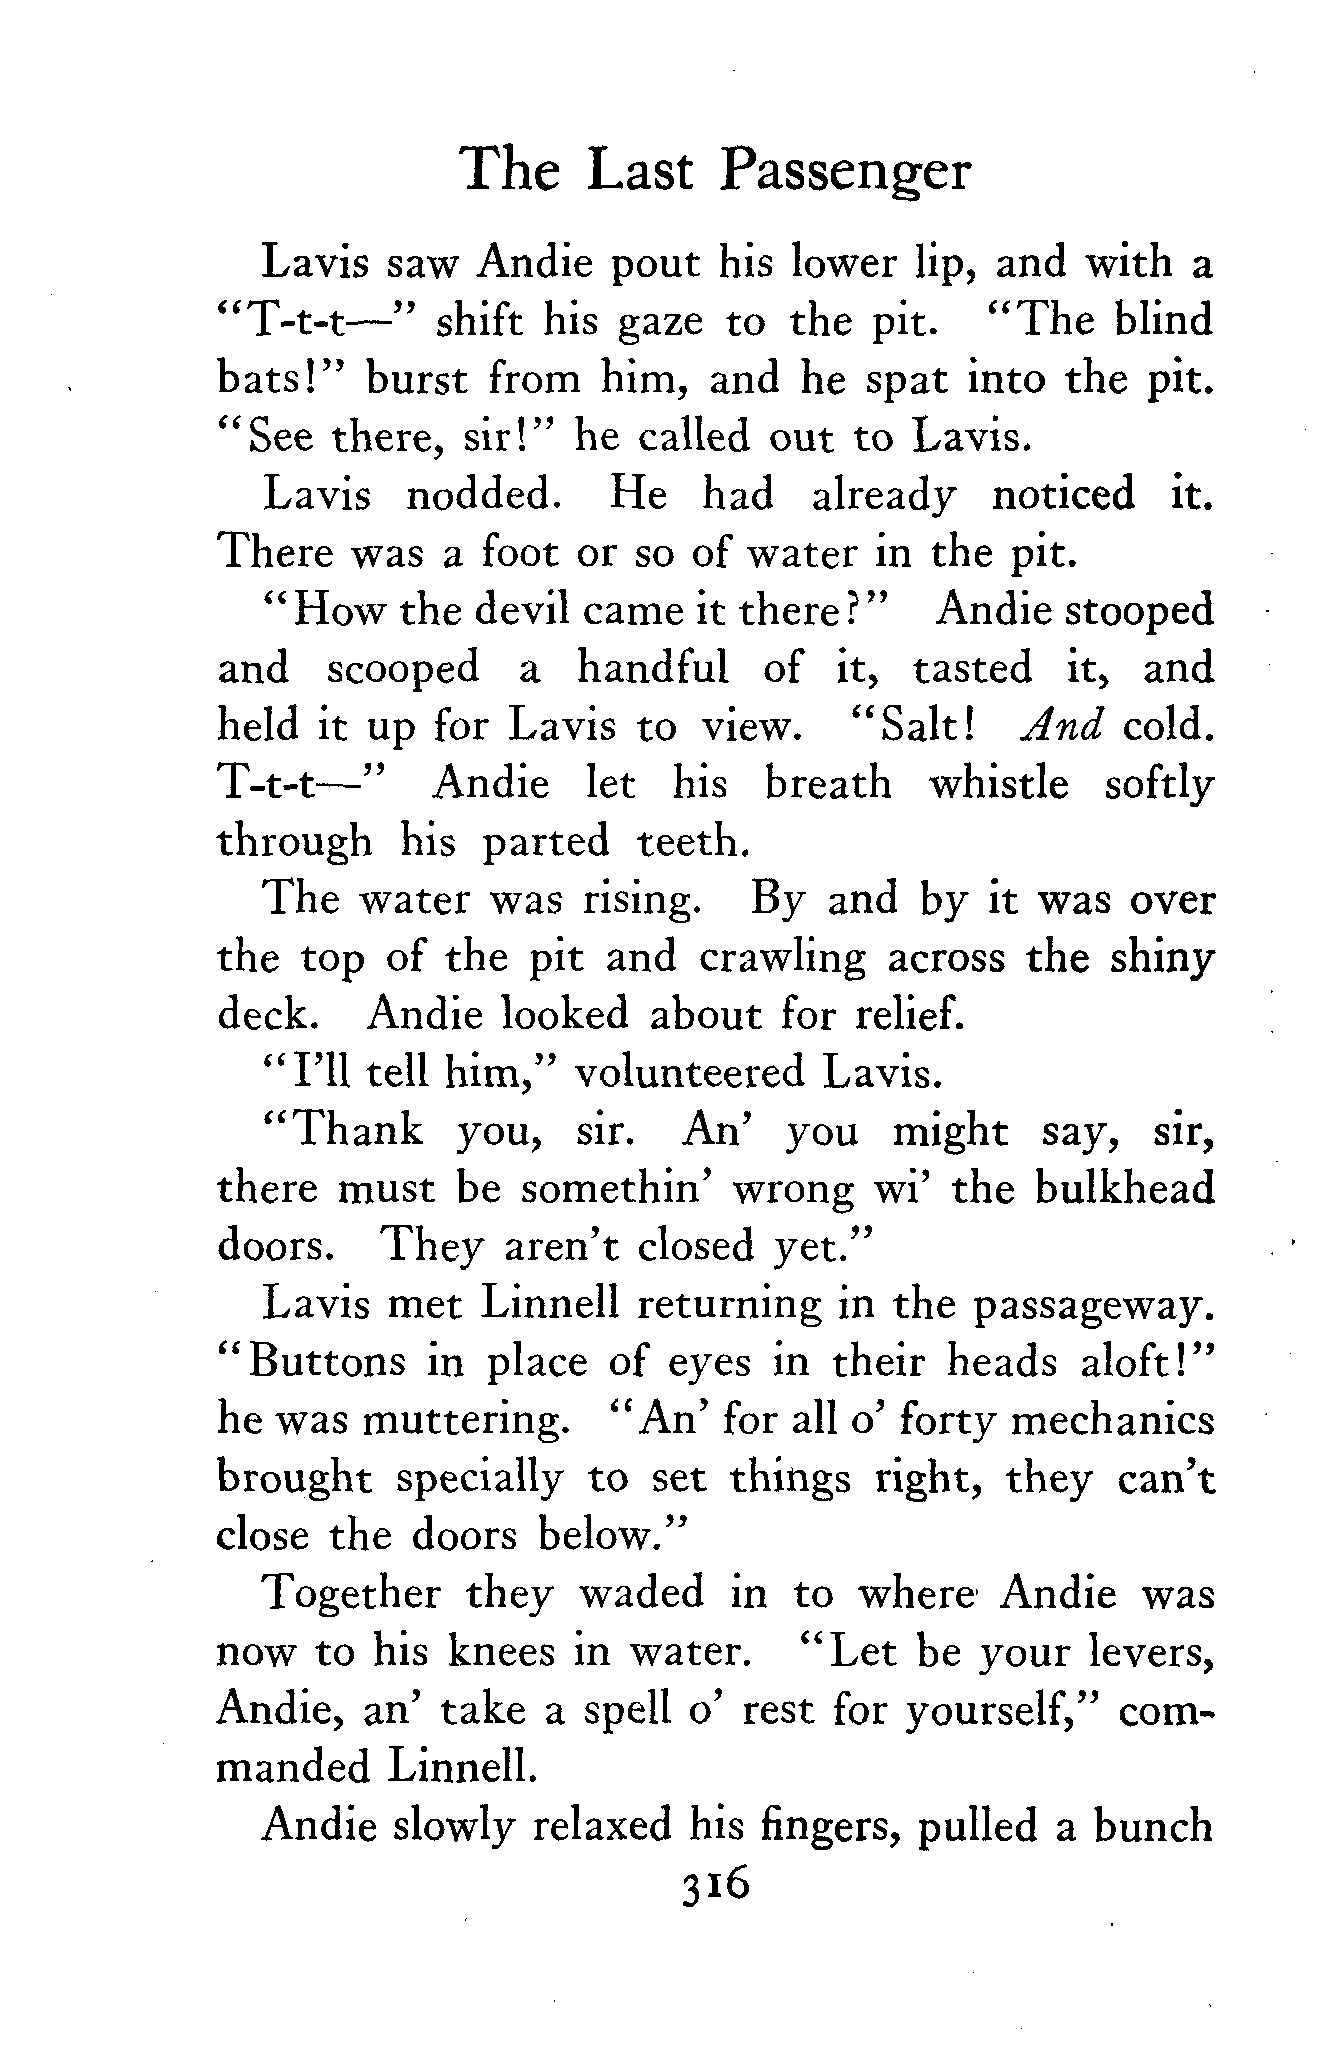 The Last Passenger
Lavis saw Andie pout his lower lip, and with a
“T-t-t—” shift his gaze to the pit. “The blind
bats!” burst from him, and he spat into the pit.
“See there, sir!” he called out to Lavis.
Lavis nodded. He had already noticed it.
There was a foot or so of water in the pit.
“How the devil came it there?” Andie stooped
and scooped a handful of it, tasted it, and
held it up for Lavis to view. “Salt! And cold.
T-t-t—” Andie let his breath whistle softly
through his parted teeth.
The water was rising. By and by it was over
the top of the pit and crawling across the shiny
deck. Andie looked about for relief.
“I’ll tell him,” volunteered Lavis.
“Thank you, sir. An’ you might say, sir,
there must be somethin’ wrong wi’ the bulkhead
doors. They aren’t closed yet.”
Lavis met Linnell returning in the passageway.
“Buttons in place of eyes in their heads aloft!”
he was muttering. “An’ for all o’ forty mechanics
brought specially to set things right, they can’t
close the doors below.”
Together they waded in to where Andie was
now to his knees in water. “Let be your levers,
Andie, an’ take a spell o’ rest for yourself,” com-
manded Linnell.
Andie slowly relaxed his fingers, pulled a bunch
316